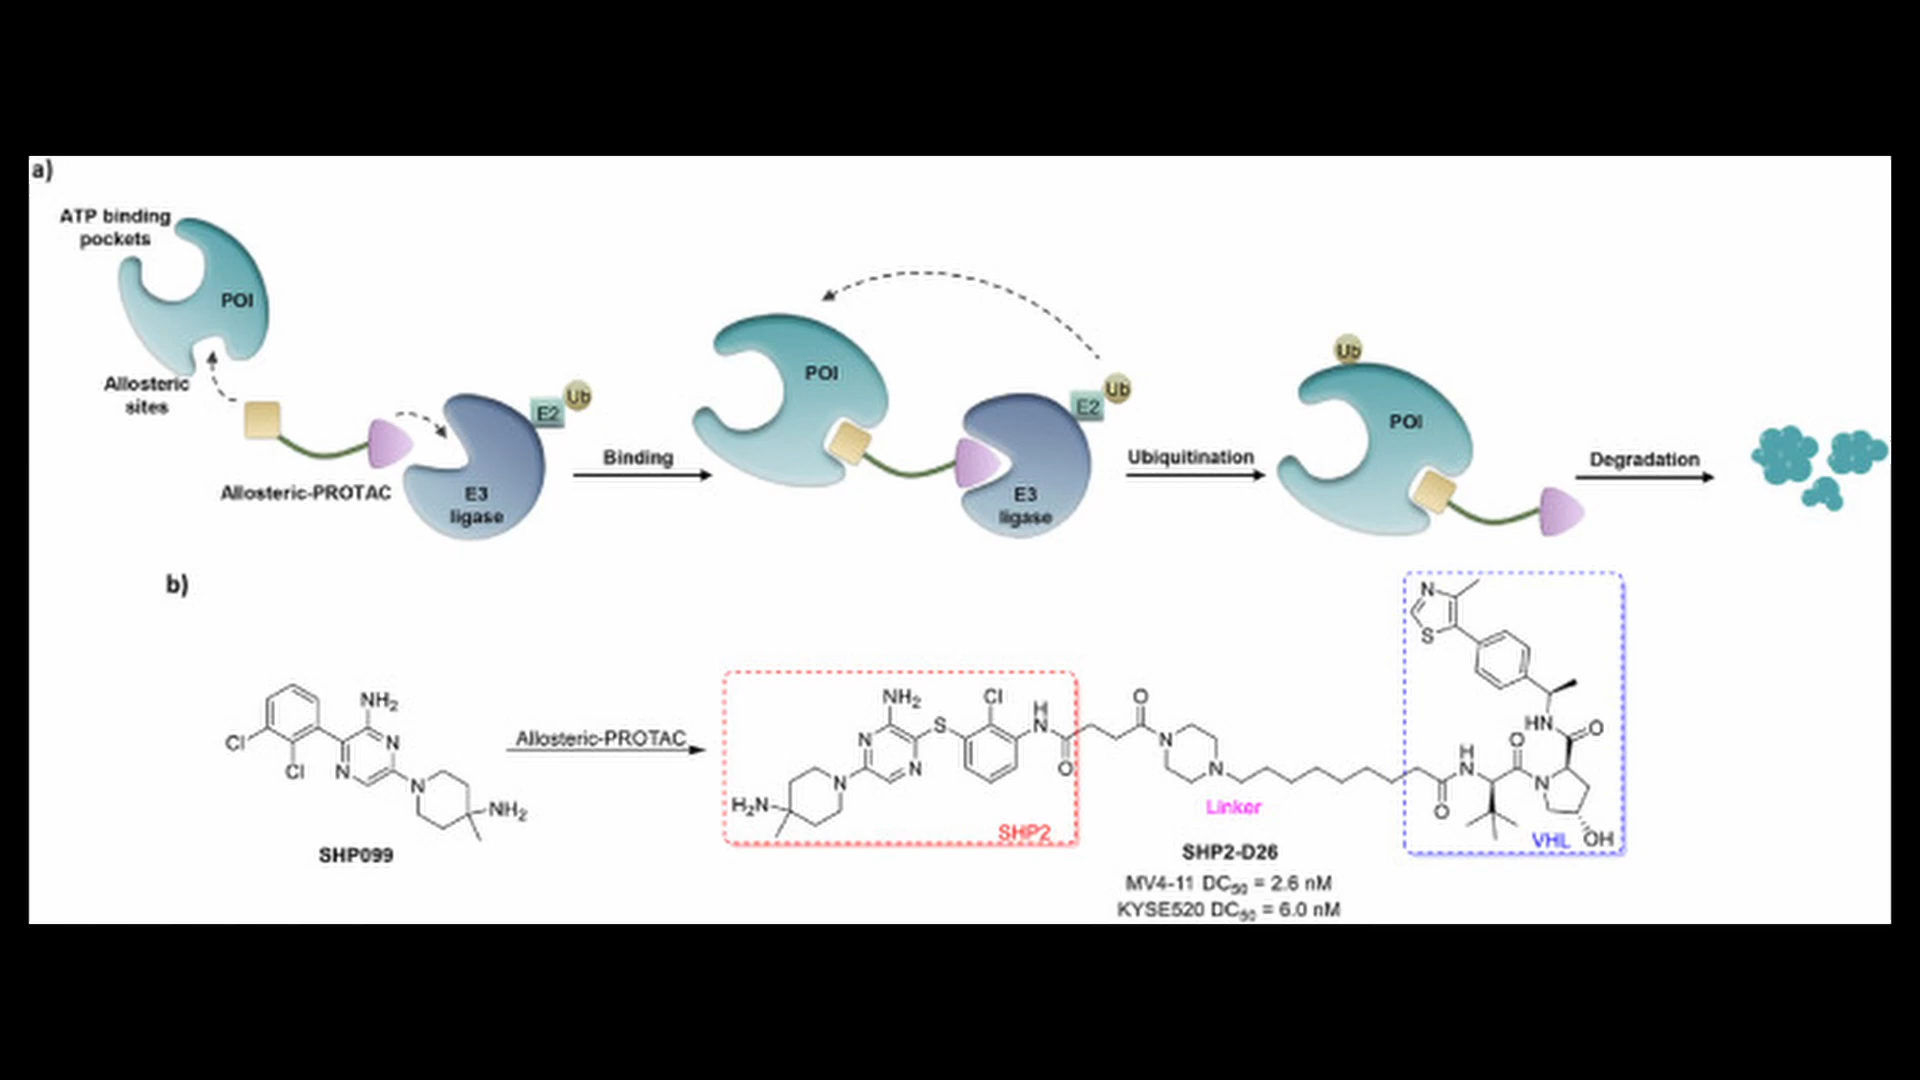 a)
ATP binding
pockets
POI
Allosteric
sites
Allosteric-PROTAC
E3
ligase
E2
Ub
Binding
POI
E3
ligase
E2
Ub
Ubiquitination
Ub
POI
Degradation
b)
Cl
Cl
NH2
N
N
N
NH2
SHP099
Allosteric-PROTAC
H2N
N
N
N
NH2
S
Cl
H
N
O
SHP2
O
N
N
Linker
SHP2-D26
MV4-11 DC50 = 2.6 nM
KYSE520 DC50 = 6.0 nM
N
S
HN
O
O
H
N
O
N
OH
VHL